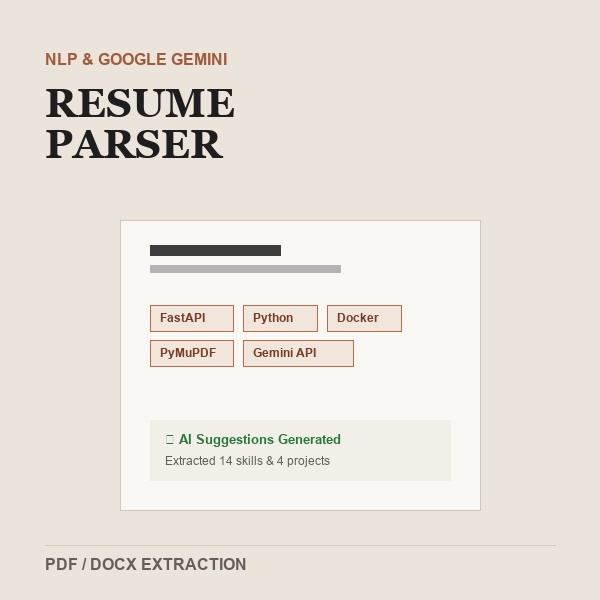 NLP & GOOGLE GEMINI
RESUME
PARSER
FastAPI Python Docker
PyMuPDF Gemini API
AI Suggestions Generated
Extracted 14 skills & 4 projects
PDF / DOCX EXTRACTION